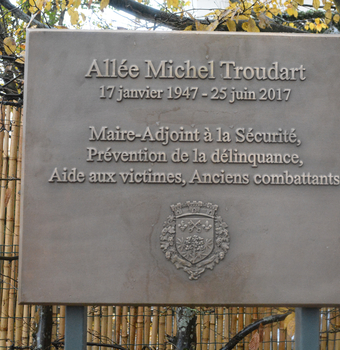 Allée Michel Troudart
17 janvier 1947 - 25 juin 2017
Maire-Adjoint à la Sécurité,
Prévention de la délinquance,
Aide aux victimes, Anciens combattants